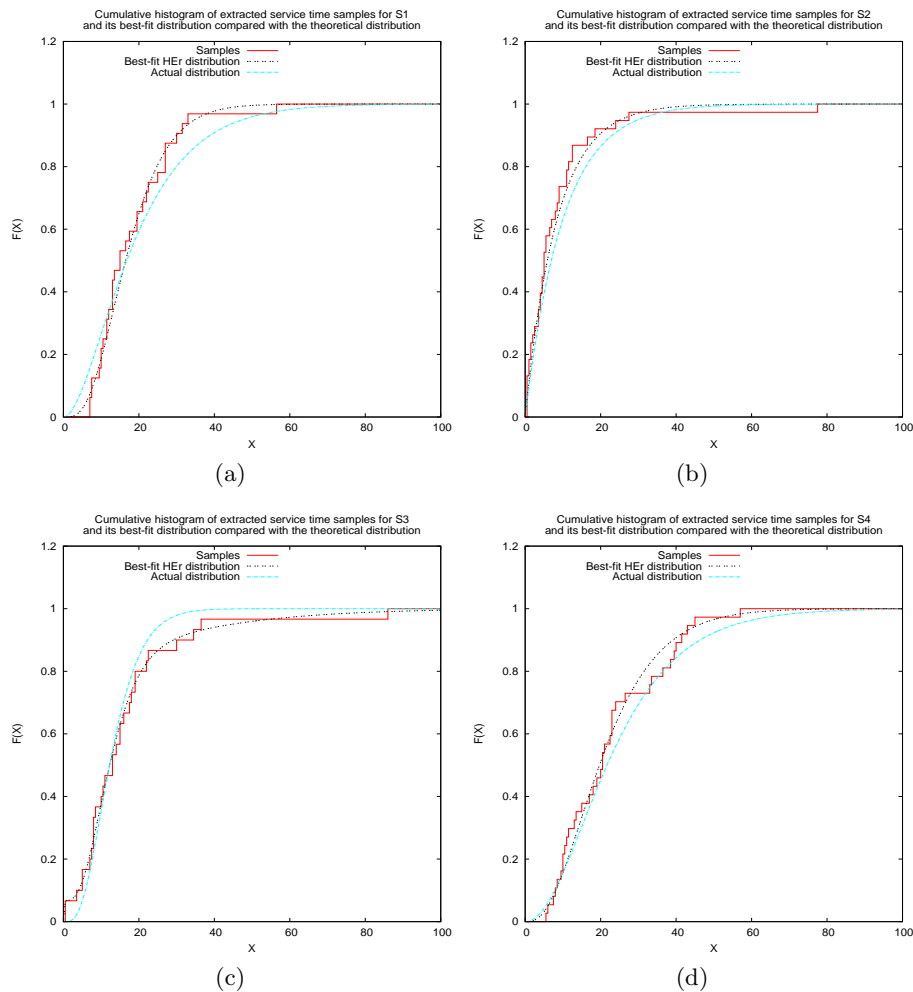 Cumulative histogram of extracted service time samples for S1
and its best-fit distribution compared with the theoretical distribution
Samples
Best-fit HEr distribution
Actual distribution
1.2
1
0.8
0.6
0.4
0.2
0
F(X)
0 20 40 60 80 100
X
(a)
Cumulative histogram of extracted service time samples for S2
and its best-fit distribution compared with the theoretical distribution
Samples
Best-fit HEr distribution
Actual distribution
1.2
1
0.8
0.6
0.4
0.2
0
F(X)
0 20 40 60 80 100
X
(b)
Cumulative histogram of extracted service time samples for S3
and its best-fit distribution compared with the theoretical distribution
Samples
Best-fit HEr distribution
Actual distribution
1.2
1
0.8
0.6
0.4
0.2
0
F(X)
0 20 40 60 80 100
X
(c)
Cumulative histogram of extracted service time samples for S4
and its best-fit distribution compared with the theoretical distribution
Samples
Best-fit HEr distribution
Actual distribution
1.2
1
0.8
0.6
0.4
0.2
0
F(X)
0 20 40 60 80 100
X
(d)